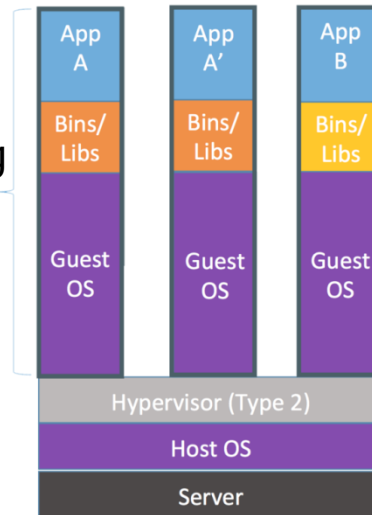 App
A
App
A’
App
B
Bins/
Libs
Bins/
Libs
Bins/
Libs
g
Guest
OS
Guest
OS
Guest
OS
Hypervisor (Type 2)
Host OS
Server